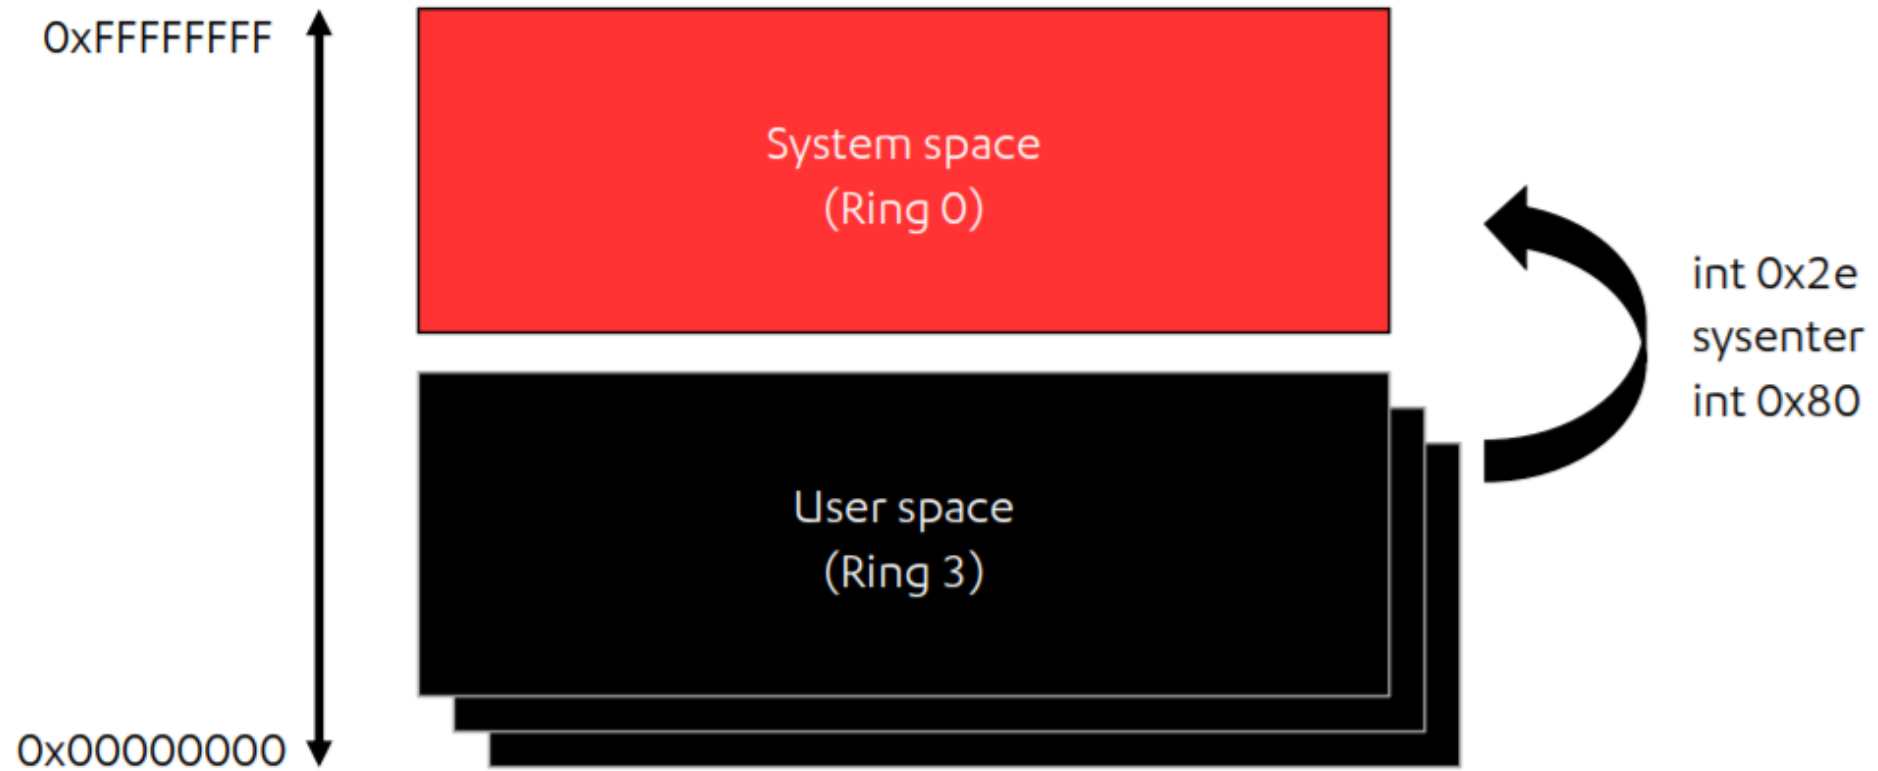 0xFFFFFFFF
System space
(Ring 0)
int 0x2e
sysenter
int 0x80
User space
(Ring 3)
0x00000000